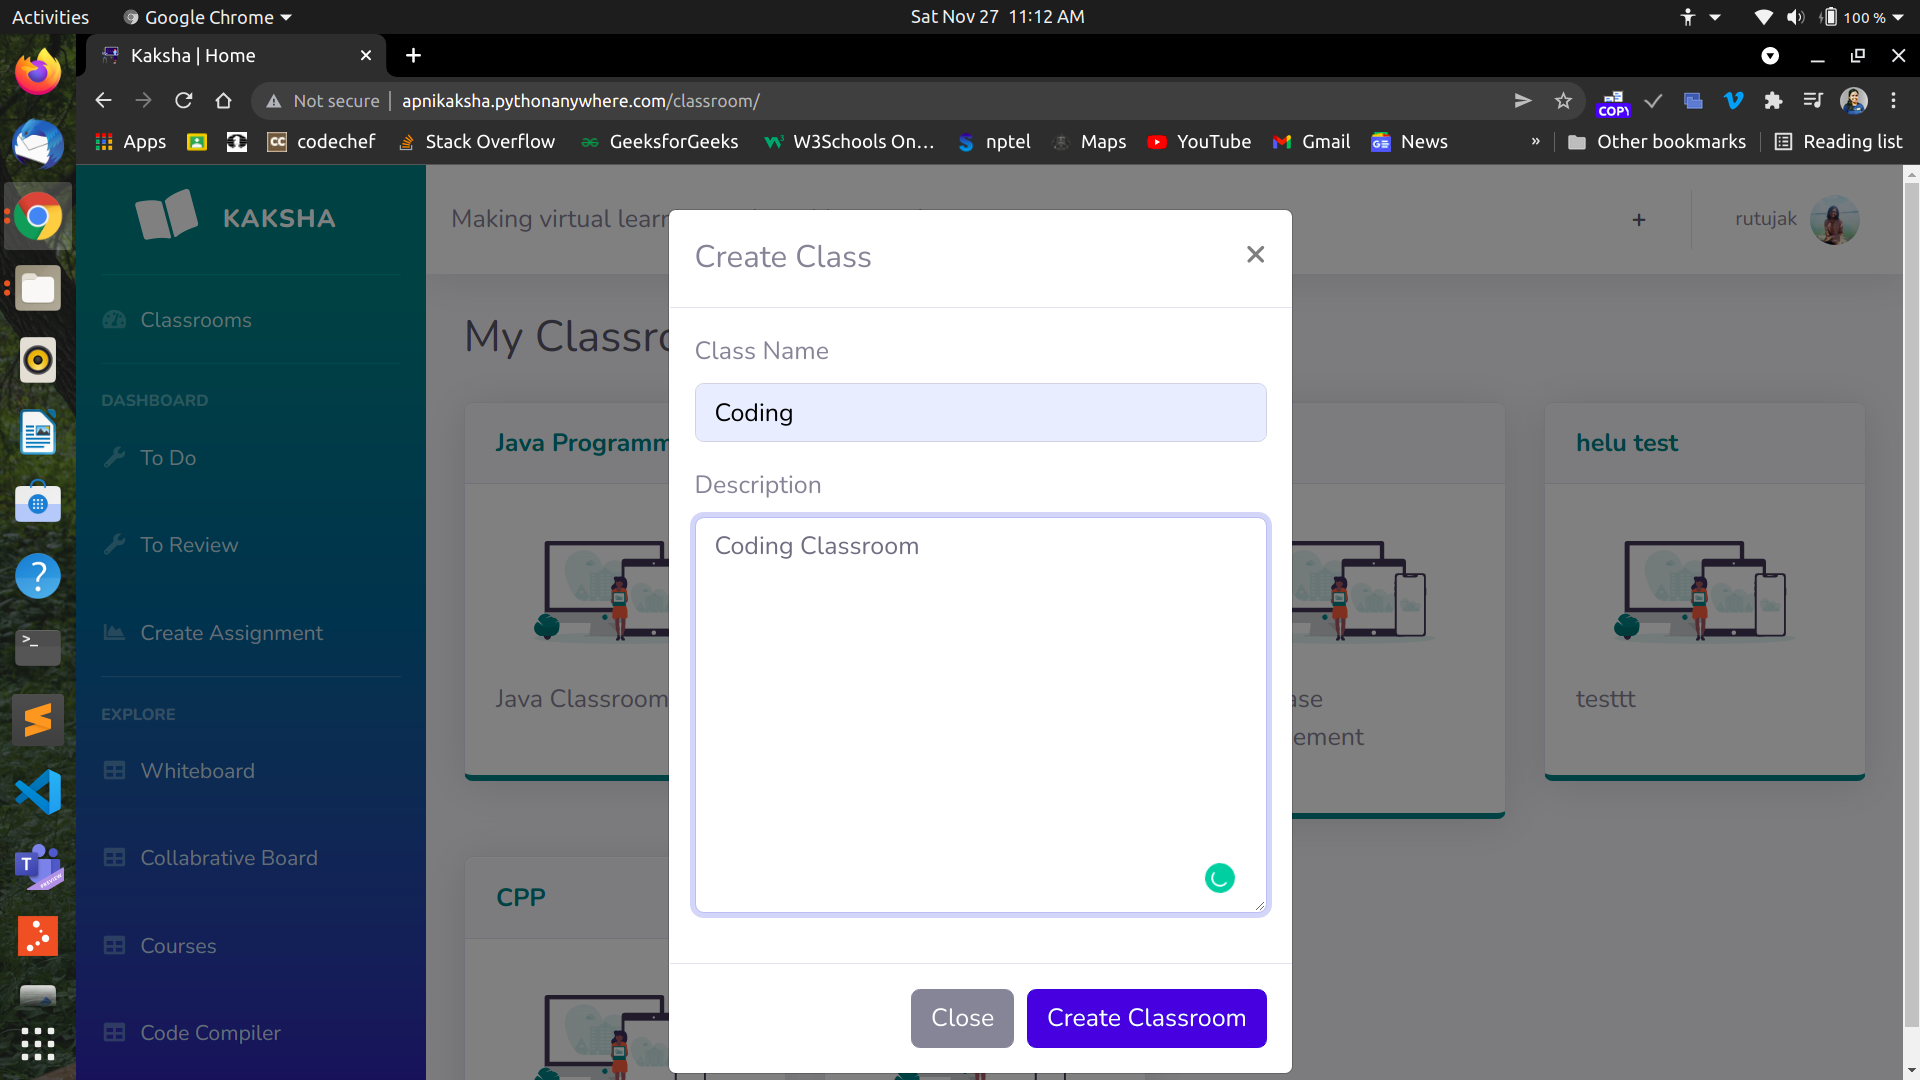 Activities Google Chrome Sat Nov 27 11:12 AM 100 %
Kaksha | Home
Not secure apnikaksha.pythonanywhere.com/classroom/ COPY
Apps codechef Stack Overflow GeeksforGeeks W3Schools On... nptel Maps YouTube Gmail News » Other bookmarks Reading list
KAKSHA
Making virtual lear
rutujak
Create Class
Classrooms
My Classro
Class Name
DASHBOARD
Coding
Java Programm
helu test
To Do
Description
To Review
Coding Classroom
Create Assignment
Java Classroom
ase
ement
testtt
EXPLORE
Whiteboard
Collabrative Board
CPP
Courses
Code Compiler
Close
Create Classroom